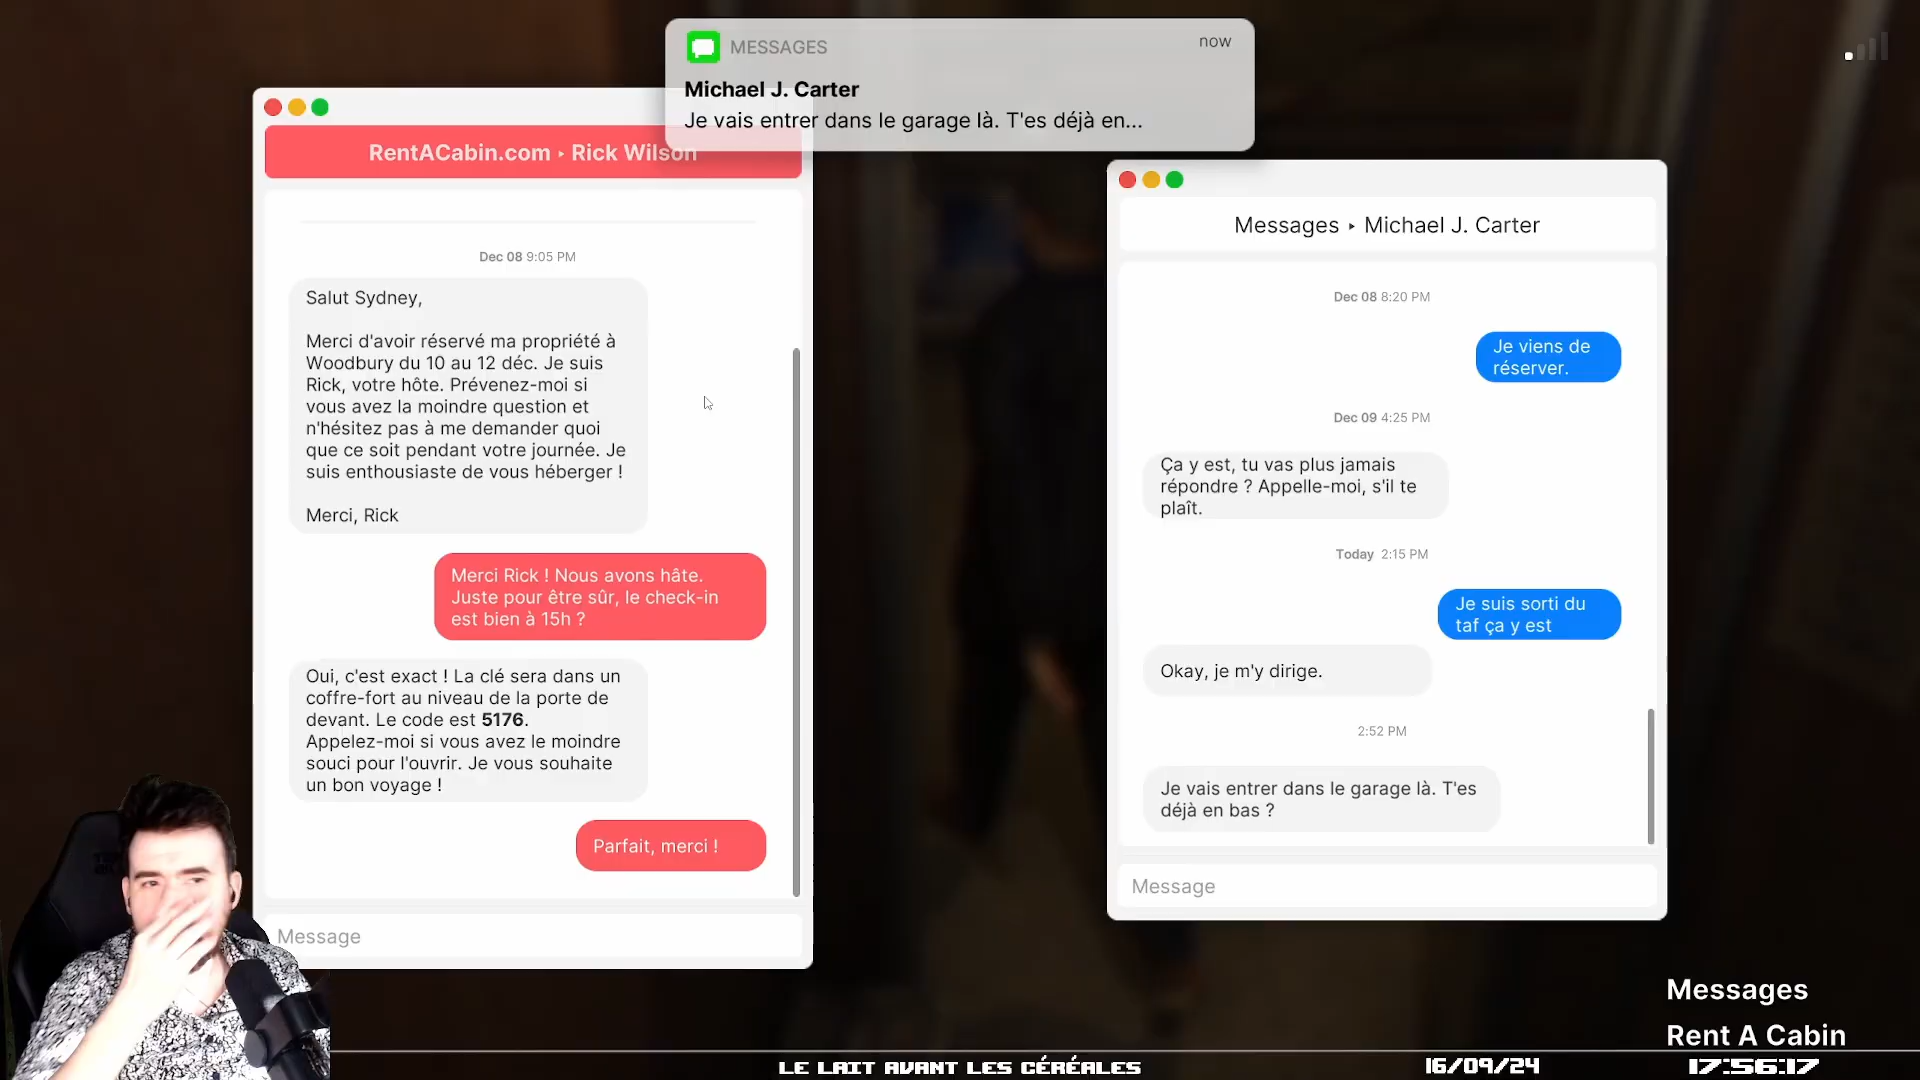 MESSAGES
now
Michael J. Carter
Je vais entrer dans le garage là. T'es déjà en...
RentACabin.com ▸ Rick Wilson
Dec 08 9:05 PM
Salut Sydney,
Merci d'avoir réservé ma propriété à
Woodbury du 10 au 12 déc. Je suis
Rick, votre hôte. Prévenez-moi si
vous avez la moindre question et
n'hésitez pas à me demander quoi
que ce soit pendant votre journée. Je
suis enthousiaste de vous héberger !
Merci, Rick
Merci Rick ! Nous avons hâte.
Juste pour être sûr, le check-in
est bien à 15h ?
Oui, c'est exact ! La clé sera dans un
coffre-fort au niveau de la porte de
devant. Le code est 5176.
Appelez-moi si vous avez le moindre
souci pour l'ouvrir. Je vous souhaite
un bon voyage !
Parfait, merci !
Message
Messages ▸ Michael J. Carter
Dec 08 8:20 PM
Je viens de
réserver.
Dec 09 4:25 PM
Ça y est, tu vas plus jamais
répondre ? Appelle-moi, s'il te
plaît.
Today 2:15 PM
Je suis sorti du
taf ça y est
Okay, je m'y dirige.
2:52 PM
Je vais entrer dans le garage là. T'es
déjà en bas ?
Message
Messages
Rent A Cabin
LE LAIT AVANT LES CÉRÉALES
16/09/24
17:56:17